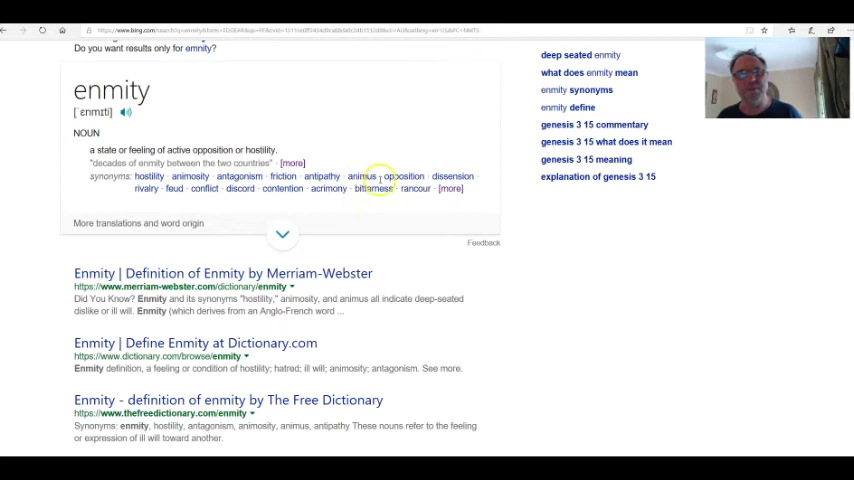 Do you want results only for emnity?
enmity
[ˈɛnmɪti]
NOUN
a state or feeling of active opposition or hostility.
"decades of enmity between the two countries" · [more]
synonyms: hostility · animosity · antagonism · friction · antipathy · animus · opposition · dissension ·
rivalry · feud · conflict · discord · contention · acrimony · bitterness · rancour · [more]
More translations and word origin
Feedback
Enmity | Definition of Enmity by Merriam-Webster
https://www.merriam-webster.com/dictionary/enmity
Did You Know? Enmity and its synonyms "hostility," animosity, and animus all indicate deep-seated
dislike or ill will. Enmity (which derives from an Anglo-French word ...
Enmity | Define Enmity at Dictionary.com
https://www.dictionary.com/browse/enmity
Enmity definition, a feeling or condition of hostility; hatred; ill will; animosity; antagonism. See more.
Enmity - definition of enmity by The Free Dictionary
https://www.thefreedictionary.com/enmity
Synonyms: enmity, hostility, antagonism, animosity, animus, antipathy These nouns refer to the feeling
or expression of ill will toward another.
deep seated enmity
what does enmity mean
enmity synonyms
enmity define
genesis 3 15 commentary
genesis 3 15 what does it mean
genesis 3 15 meaning
explanation of genesis 3 15